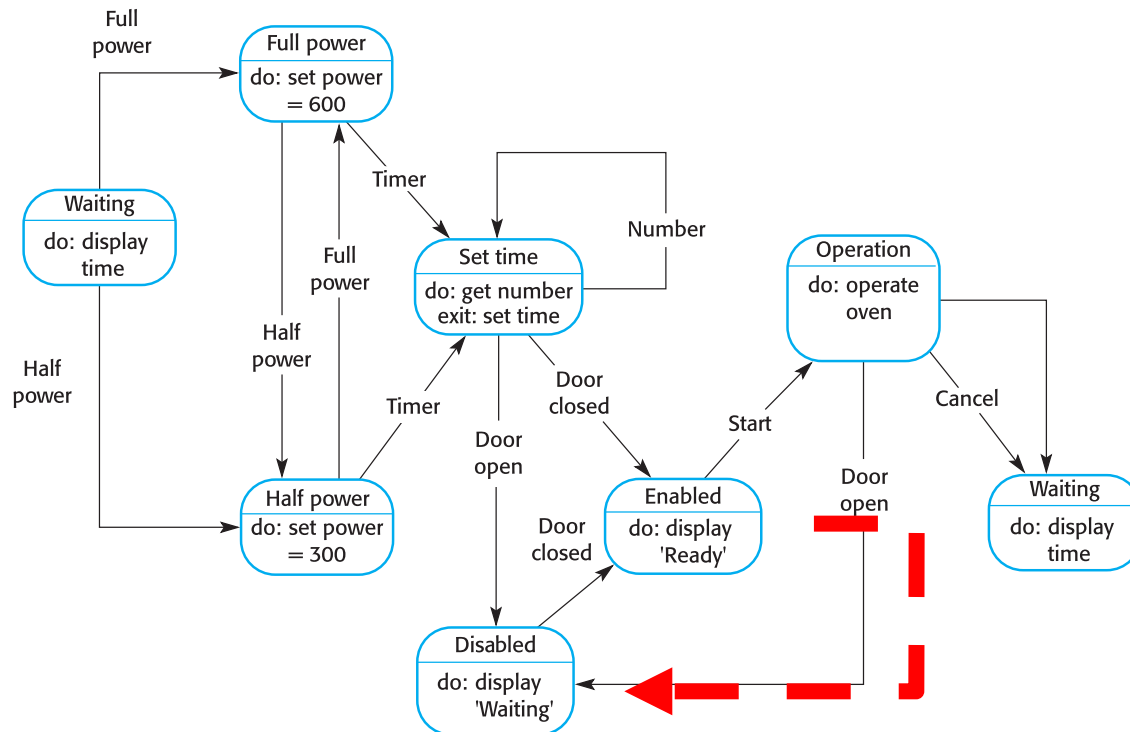 Full
power
Full power
do: set power
= 600
Timer
Waiting
do: display
time
Full
power
Number
Set time
do: get number
exit: set time
Operation
do: operate
oven
Half
power
Half
power
Timer
Door
closed
Door
open
Start
Cancel
Door
open
Half power
do: set power
= 300
Door
closed
Enabled
do: display
'Ready'
Waiting
do: display
time
Disabled
do: display
'Waiting'